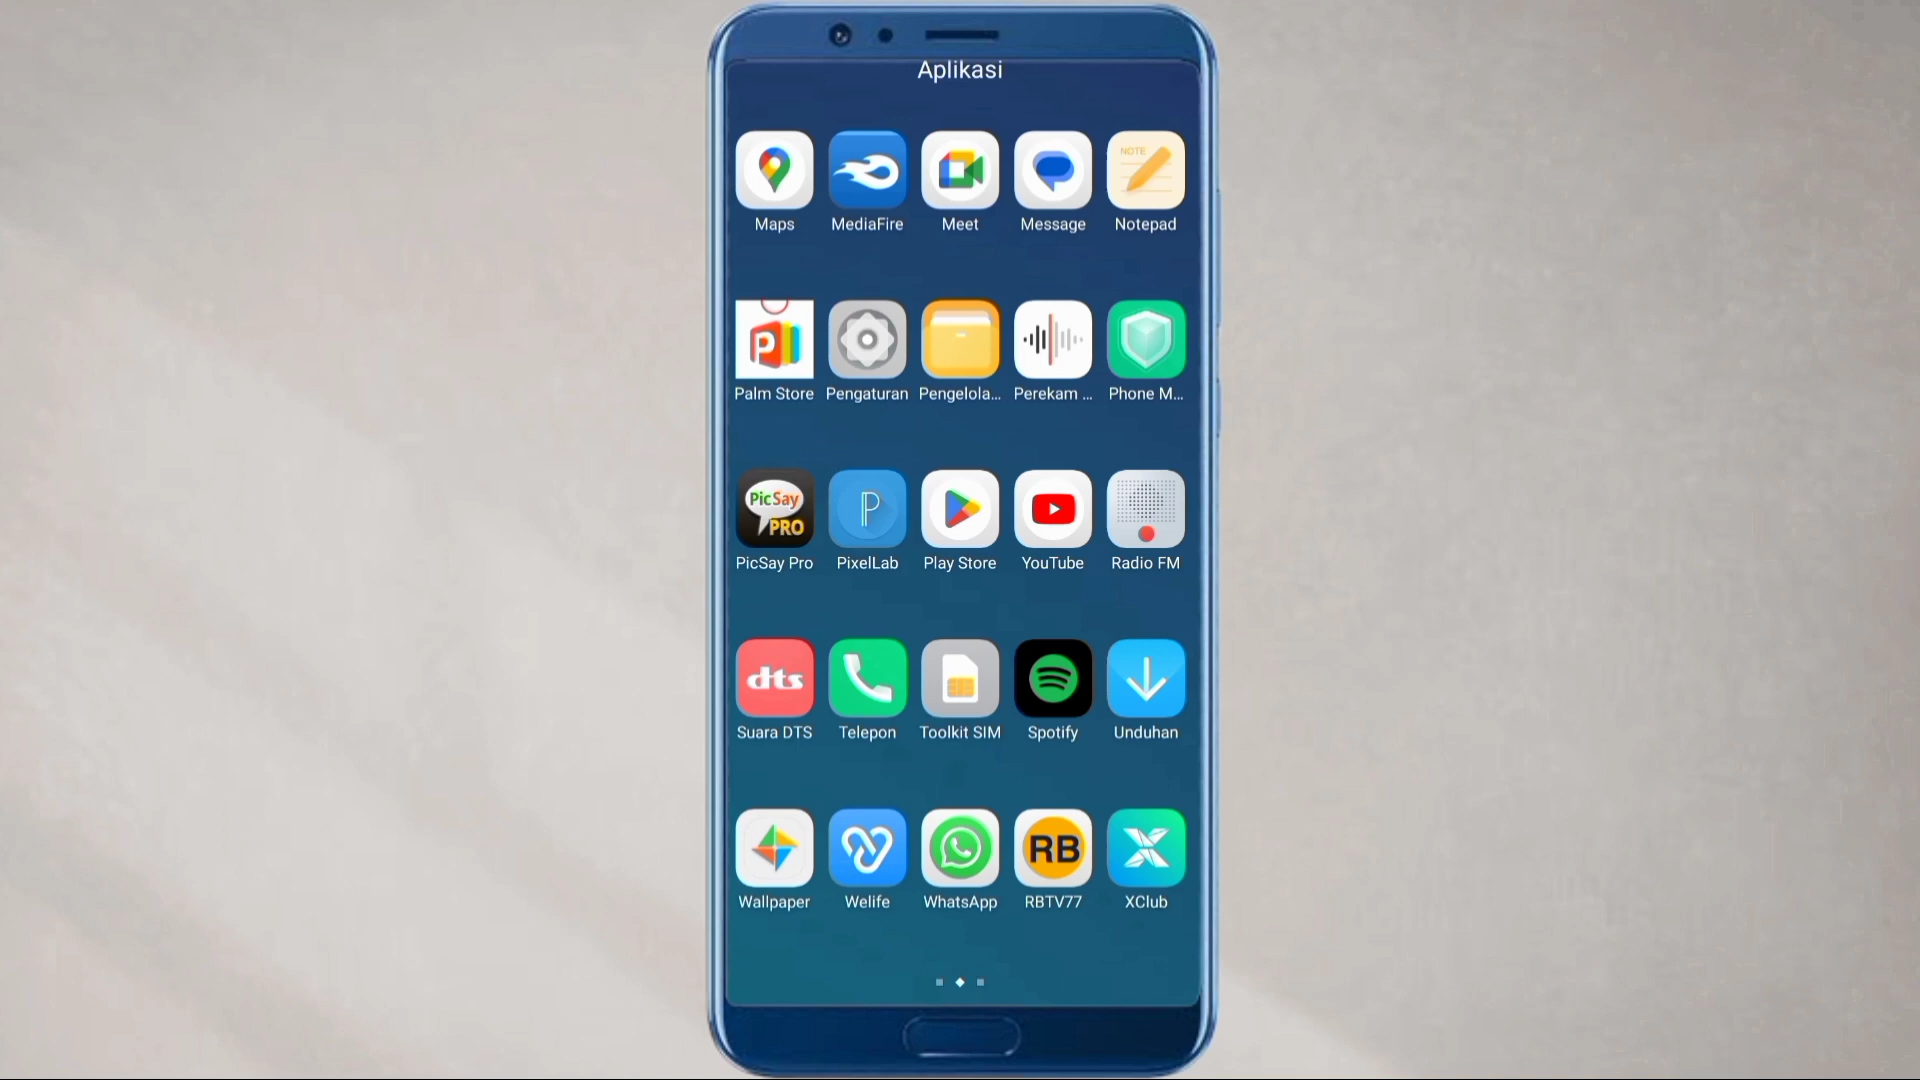 Aplikasi
Maps MediaFire Meet Message Notepad
NOTE
Palm Store Pengaturan Pengelola... Perekam ... Phone M...
PicSay PRO
PicSay Pro PixelLab Play Store YouTube Radio FM
dts
Suara DTS Telepon Toolkit SIM Spotify Unduhan
RB
Wallpaper Welife WhatsApp RBTV77 XClub